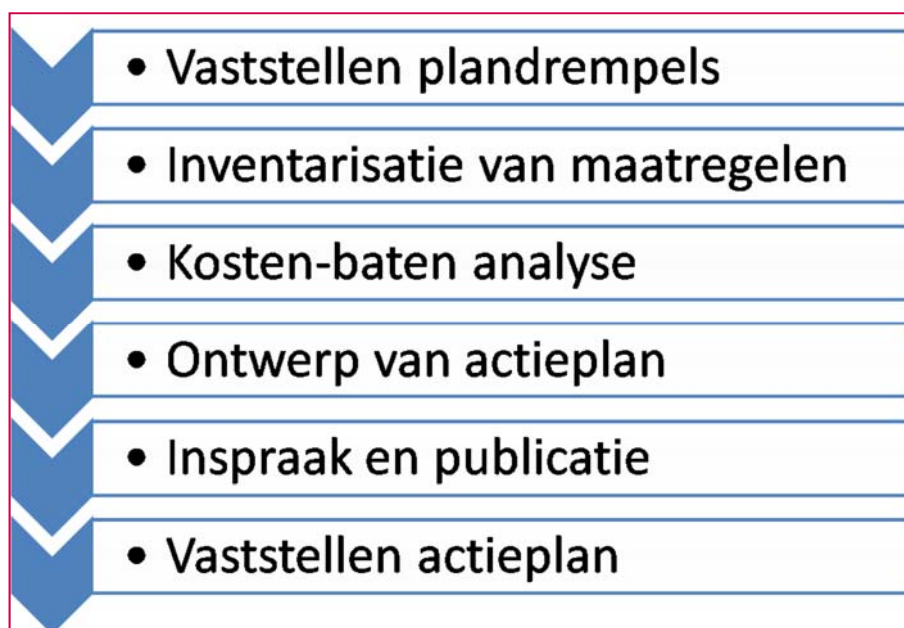 • Vaststellen plandrempels
• Inventarisatie van maatregelen
• Kosten-baten analyse
• Ontwerp van actieplan
• Inspraak en publicatie
• Vaststellen actieplan